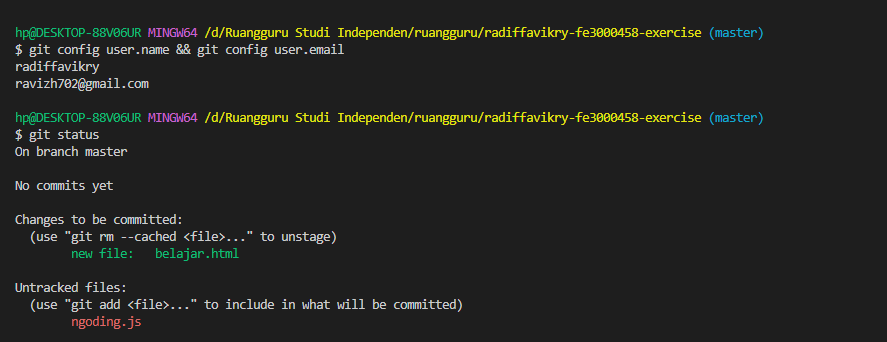 hp@DESKTOP-88V06UR MINGW64 /d/Ruangguru Studi Independen/ruangguru/radiffavikry-fe3000458-exercise (master)
$ git config user.name && git config user.email
radiffavikry
ravizh702@gmail.com
hp@DESKTOP-88V06UR MINGW64 /d/Ruangguru Studi Independen/ruangguru/radiffavikry-fe3000458-exercise (master)
$ git status
On branch master
No commits yet
Changes to be committed:
(use "git rm --cached <file>..." to unstage)
new file:   belajar.html
Untracked files:
(use "git add <file>..." to include in what will be committed)
ngoding.js